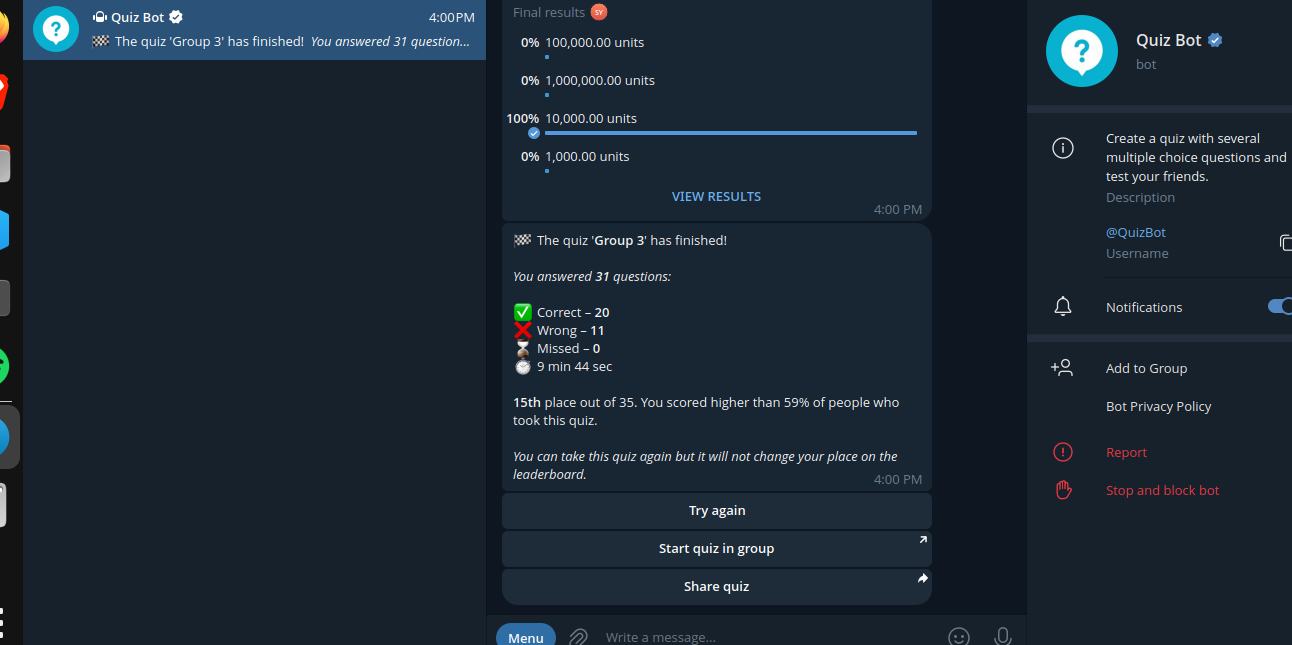 Quiz Bot
4:00 PM
The quiz 'Group 3' has finished! You answered 31 question...
Final results SY
0% 100,000.00 units
0% 1,000,000.00 units
100% 10,000.00 units
0% 1,000.00 units
VIEW RESULTS
4:00 PM
The quiz 'Group 3' has finished!
You answered 31 questions:
Correct – 20
Wrong – 11
Missed – 0
9 min 44 sec
15th place out of 35. You scored higher than 59% of people who
took this quiz.
You can take this quiz again but it will not change your place on the
leaderboard.
4:00 PM
Try again
Start quiz in group
Share quiz
Menu
Write a message...
Quiz Bot
bot
Create a quiz with several
multiple choice questions and
test your friends.
Description
@QuizBot
Username
Notifications
Add to Group
Bot Privacy Policy
Report
Stop and block bot